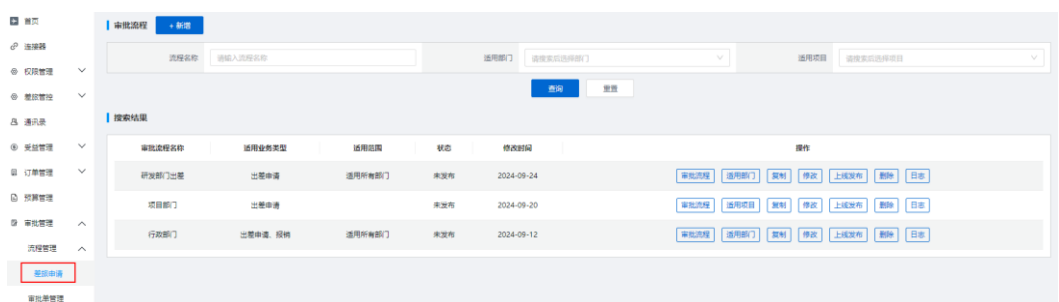 首页
连接器
权限管理
差旅管控
通讯录
受益管理
订单管理
预算管理
审批管理
流程管理
差旅申请
审批单管理
审批流程 + 新增
流程名称 请输入流程名称 适用部门 请搜索后选择部门 适用项目 请搜索后选择项目
查询 重置
搜索结果
审批流程名称 适用业务类型 适用范围 状态 修改时间 操作
研发部门出差 出差申请 适用所有部门 未发布 2024-09-24 审批流程 适用部门 复制 修改 上线发布 删除 日志
项目部门 出差申请 未发布 2024-09-20 审批流程 适用项目 复制 修改 上线发布 删除 日志
行政部门 出差申请、报销 适用所有部门 未发布 2024-09-12 审批流程 适用部门 复制 修改 上线发布 删除 日志